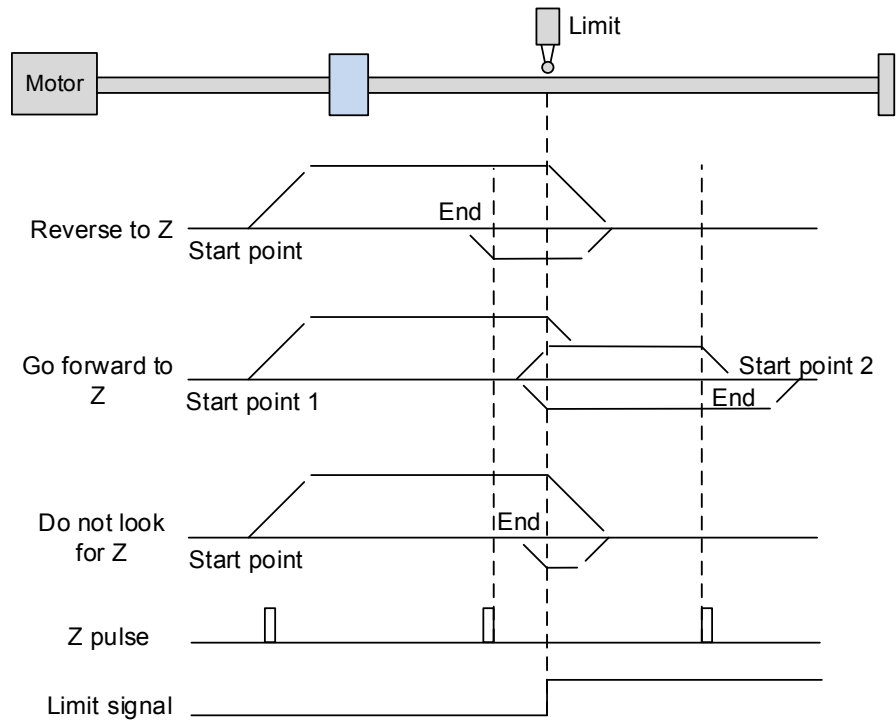 Limit
Motor
End
Reverse to Z
Start point
Go forward to
Z
Start point 2
Start point 1
End
Do not look
for Z
End
Start point
Z pulse
Limit signal